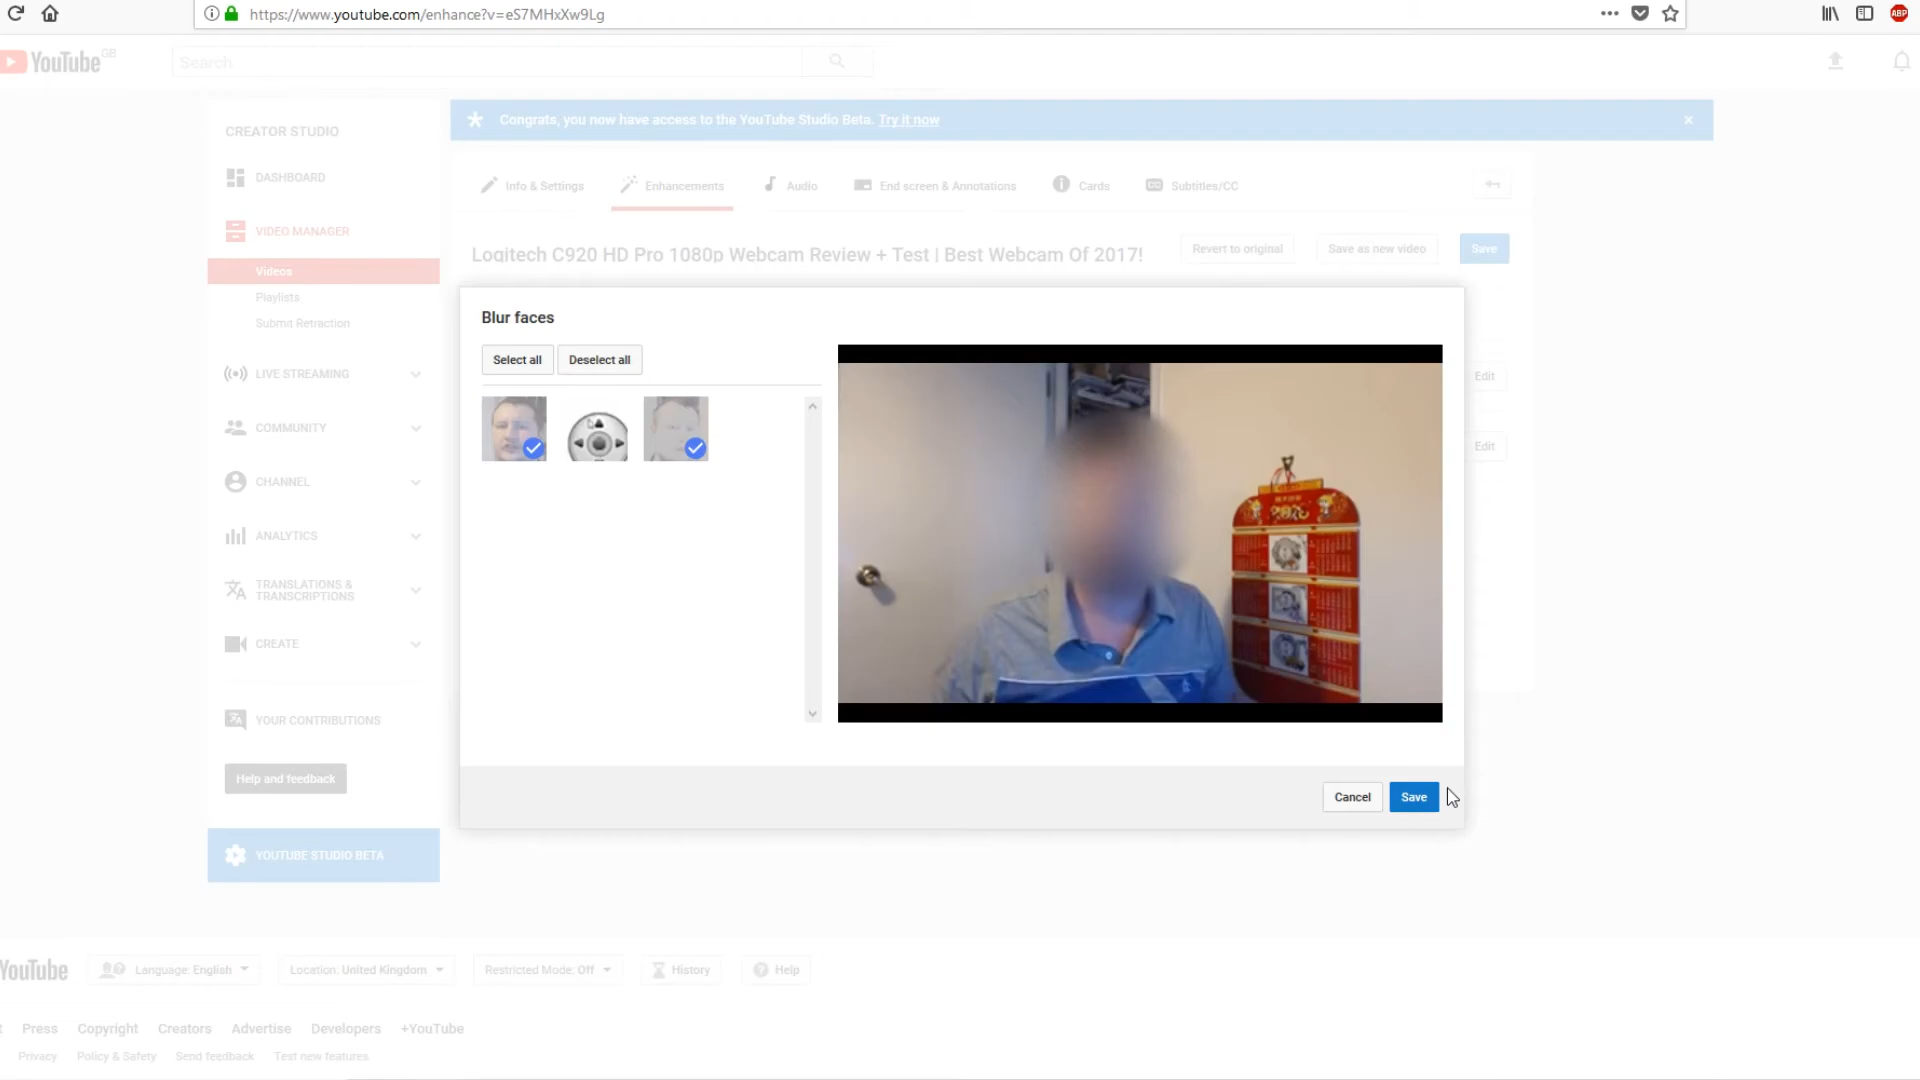 https://www.youtube.com/enhance?v=eS7MHxXw9Lg
ABP
YouTube GB
Search
CREATOR STUDIO
Congrats, you now have access to the YouTube Studio Beta. Try it now
DASHBOARD
Info & Settings
Enhancements
Audio
End screen & Annotations
Cards
CC
Subtitles/CC
VIDEO MANAGER
Logitech C920 HD Pro 1080p Webcam Review + Test | Best Webcam Of 2017!
Revert to original
Save as new video
Save
Videos
Playlists
Submit Retraction
Blur faces
Select all
Deselect all
LIVE STREAMING
Edit
COMMUNITY
Edit
CHANNEL
ANALYTICS
TRANSLATIONS &
TRANSCRIPTIONS
CREATE
YOUR CONTRIBUTIONS
Help and feedback
Cancel
Save
YOUTUBE STUDIO BETA
YouTube
Language: English
Location: United Kingdom
Restricted Mode: Off
History
Help
t Press Copyright Creators Advertise Developers +YouTube
Privacy Policy & Safety Send feedback Test new features